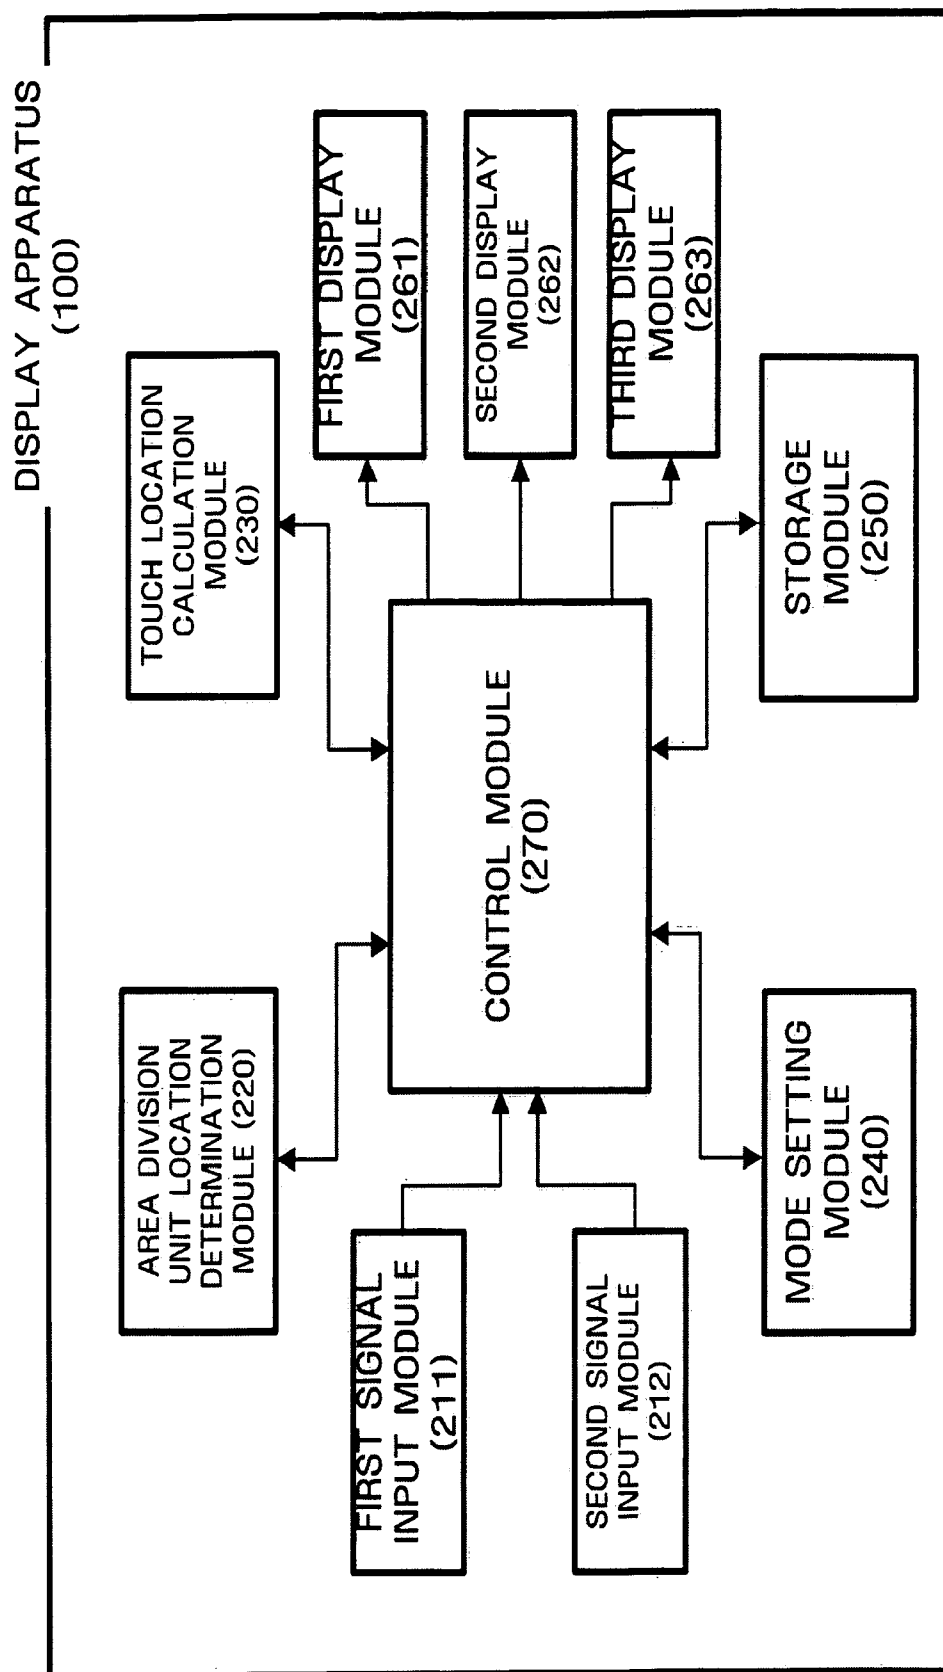 DISPLAY APPARATUS
(100)
AREA DIVISION
UNIT LOCATION
DETERMINATION
MODULE (220)
TOUCH LOCATION
CALCULATION
MODULE
(230)
FIRST SIGNAL
INPUT MODULE
(211)
SECOND SIGNAL
INPUT MODULE
(212)
CONTROL MODULE
(270)
FIRST DISPLAY
MODULE
(261)
SECOND DISPLAY
MODULE
(262)
THIRD DISPLAY
MODULE
(263)
MODE SETTING
MODULE
(240)
STORAGE
MODULE
(250)